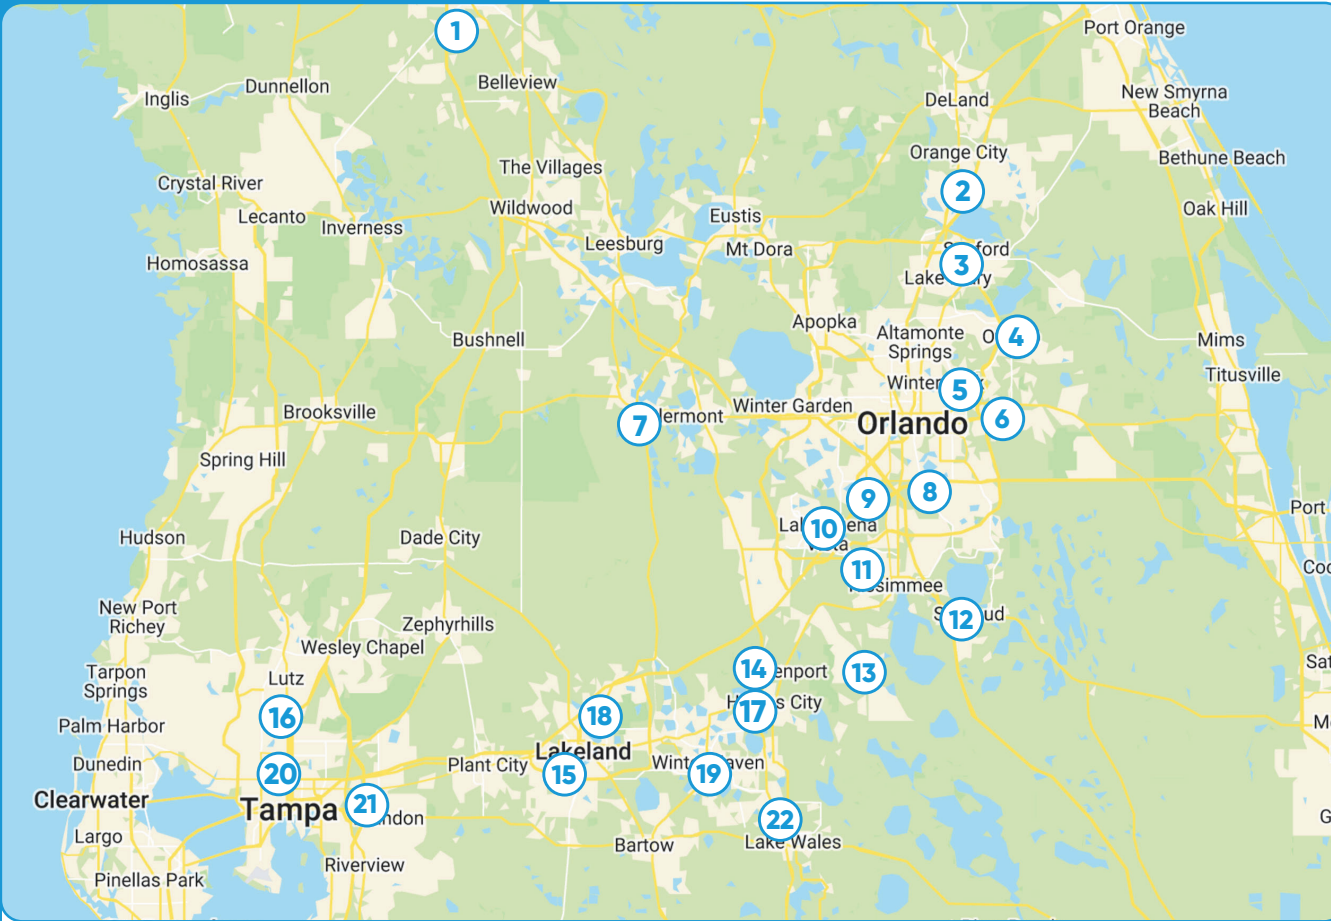 1
Port Orange
Belleview
Dunnellon
Inglis
DeLand
New Smyrna
Beach
Orange City
Bethune Beach
The Villages
Crystal River
2
Wildwood
Oak Hill
Lecanto
Eustis
Inverness
Leesburg
Mt Dora
3
Homosassa
Lake
Apopka
Altamonte
Springs
4
Bushnell
Mims
Titusville
Winter
5
Winter Garden
Brooksville
7
6
Orlando
Spring Hill
8
9
Port
10
Hudson
Dade City
11
New Port
Richey
12
Zephyrhills
Wesley Chapel
Tarpon
Springs
Lutz
14
13
17
City
16
18
Palm Harbor
Lakeland
Dunedin
Plant City
15
19
20
Clearwater
Tampa
21
22
Largo
Bartow
Lake Wales
Riverview
Pinellas Park